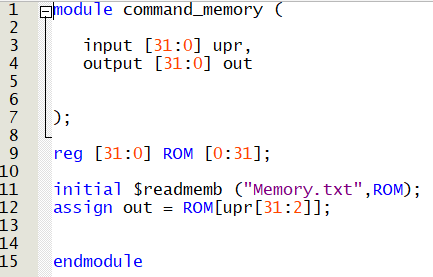 1 module command_memory (
2
3 input [31:0] upr,
4 output [31:0] out
5
6
7 );
8
9 reg [31:0] ROM [0:31];
10
11 initial $readmemb ("Memory.txt",ROM);
12 assign out = ROM[upr[31:2]];
13
14
15 endmodule